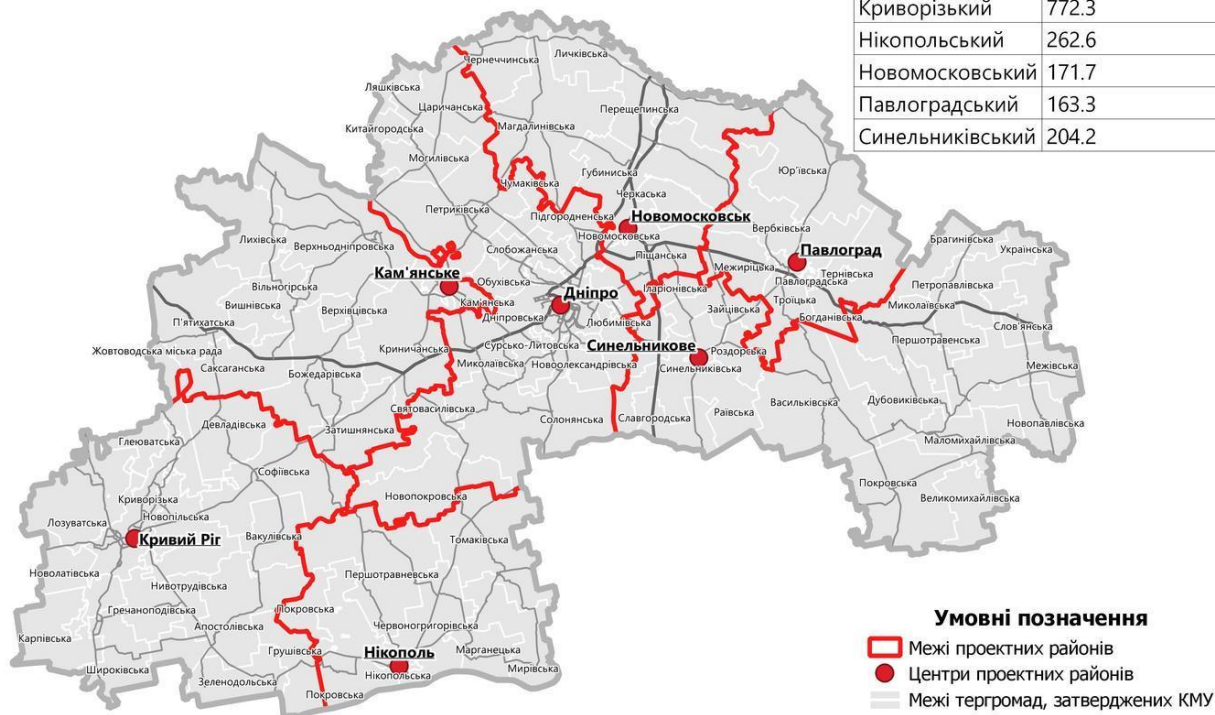 Криворізький 772.3
Нікопольський 262.6
Новомосковський 171.7
Павлоградський 163.3
Синельниківський 204.2
Личківська
Чернеччинська
Ляшківська
Царичанська
Перещепинська
Китайгородська
Магдалинівська
Могилівська
Губиниська
Юр'ївська
Чумаківська
Черкаська
Петриківська
Підгородненська
Новомосковськ
Новомосковська
Вербківська
Лихівська
Верхньодніпровська
Слобожанська
Піщанська
Межиріцька
Павлоград
Брагинівська
Українська
Кам'янське
Обухівська
Тернівська
Павлоградська
Петропавлівська
Вільногірська
Іларіонівська
Дніпро
Кам'янська
Троїцька
Миколаївська
Вишнівська
Верхівцівська
Зайцівська
Дніпровська
Любимівська
Богданівська
П'ятихатська
Слов'янська
Криничанська
Сурсько-Литовська
Синельникове
Роздорська
Першотравенська
Жовтоводська міська рада
Саксаганська
Божедарівська
Миколаївська
Новоолександрівська
Синельниківська
Межівська
Васильківська
Дубовиківська
Святовасилівська
Солонянська
Славгородська
Раївська
Новопавлівська
Девладівська
Затишнянська
Маломихайлівська
Глеюватська
Софіївська
Покровська
Великомихайлівська
Криворізька
Новопокровська
Новопільська
Лозуватська
Кривий Ріг
Вакулівська
Томаківська
Новолатівська
Нивотрудівська
Першотравневська
Гречаноподівська
Покровська
Апостолівська
Червоногригорівська
Карпівська
Грушівська
Нікополь
Марганецька
Широківська
Зеленодольська
Нікопольська
Мирівська
Покровська
Умовні позначення
Межі проектних районів
Центри проектних районів
Межі тергромад, затверджених КМУ